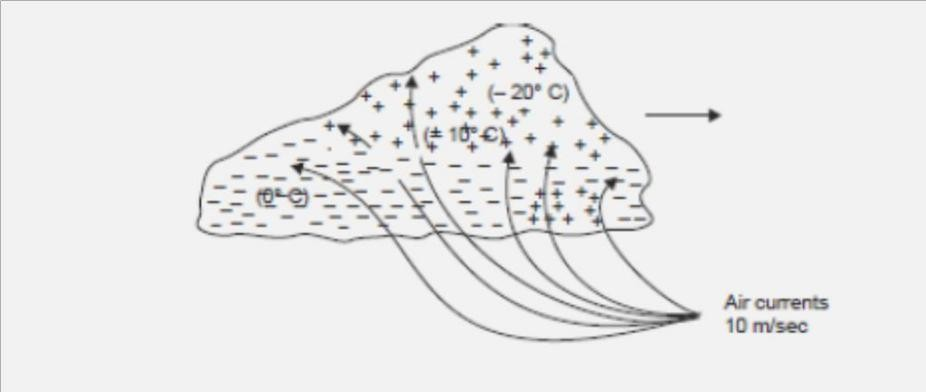 (– 20° C)
(± 10° C)
(0° C)
Air currents
10 m/sec